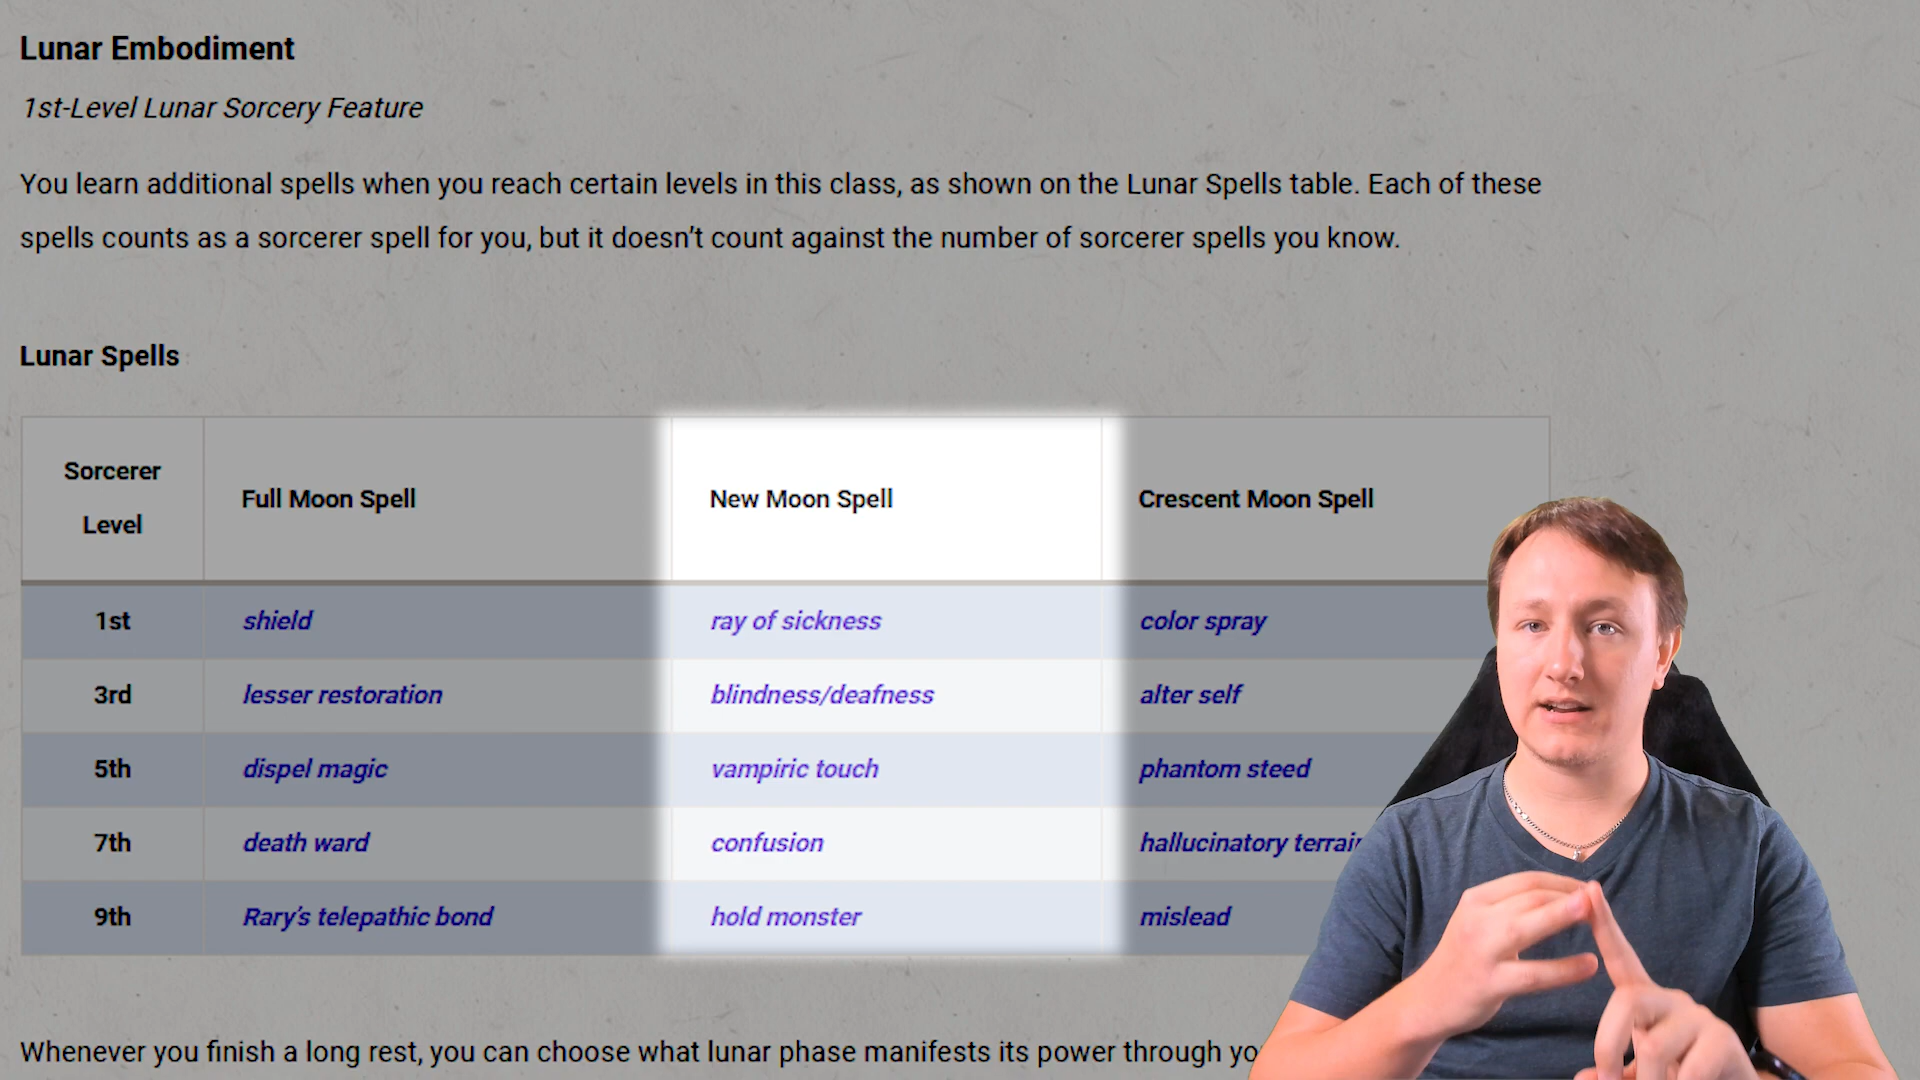 Lunar Embodiment
1st-Level Lunar Sorcery Feature
You learn additional spells when you reach certain levels in this class, as shown on the Lunar Spells table. Each of these
spells counts as a sorcerer spell for you, but it doesn’t count against the number of sorcerer spells you know.
Lunar Spells
Sorcerer
Level
Full Moon Spell
New Moon Spell
Crescent Moon Spell
1st shield ray of sickness color spray
3rd lesser restoration blindness/deafness alter self
5th dispel magic vampiric touch phantom steed
7th death ward confusion hallucinatory
9th Rary’s telepathic bond hold monster mislead
Whenever you finish a long rest, you can choose what lunar phase manifests its power through